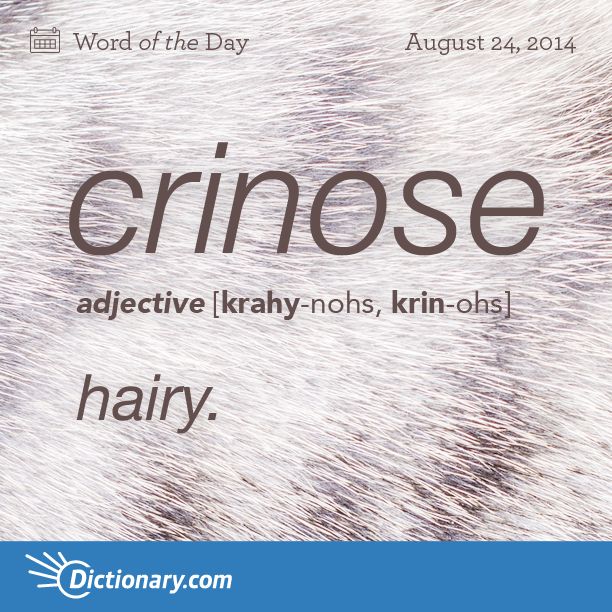 Word of the Day
August 24, 2014
crinose
adjective [krahy-nohs, krin-ohs]
hairy.
Dictionary.com